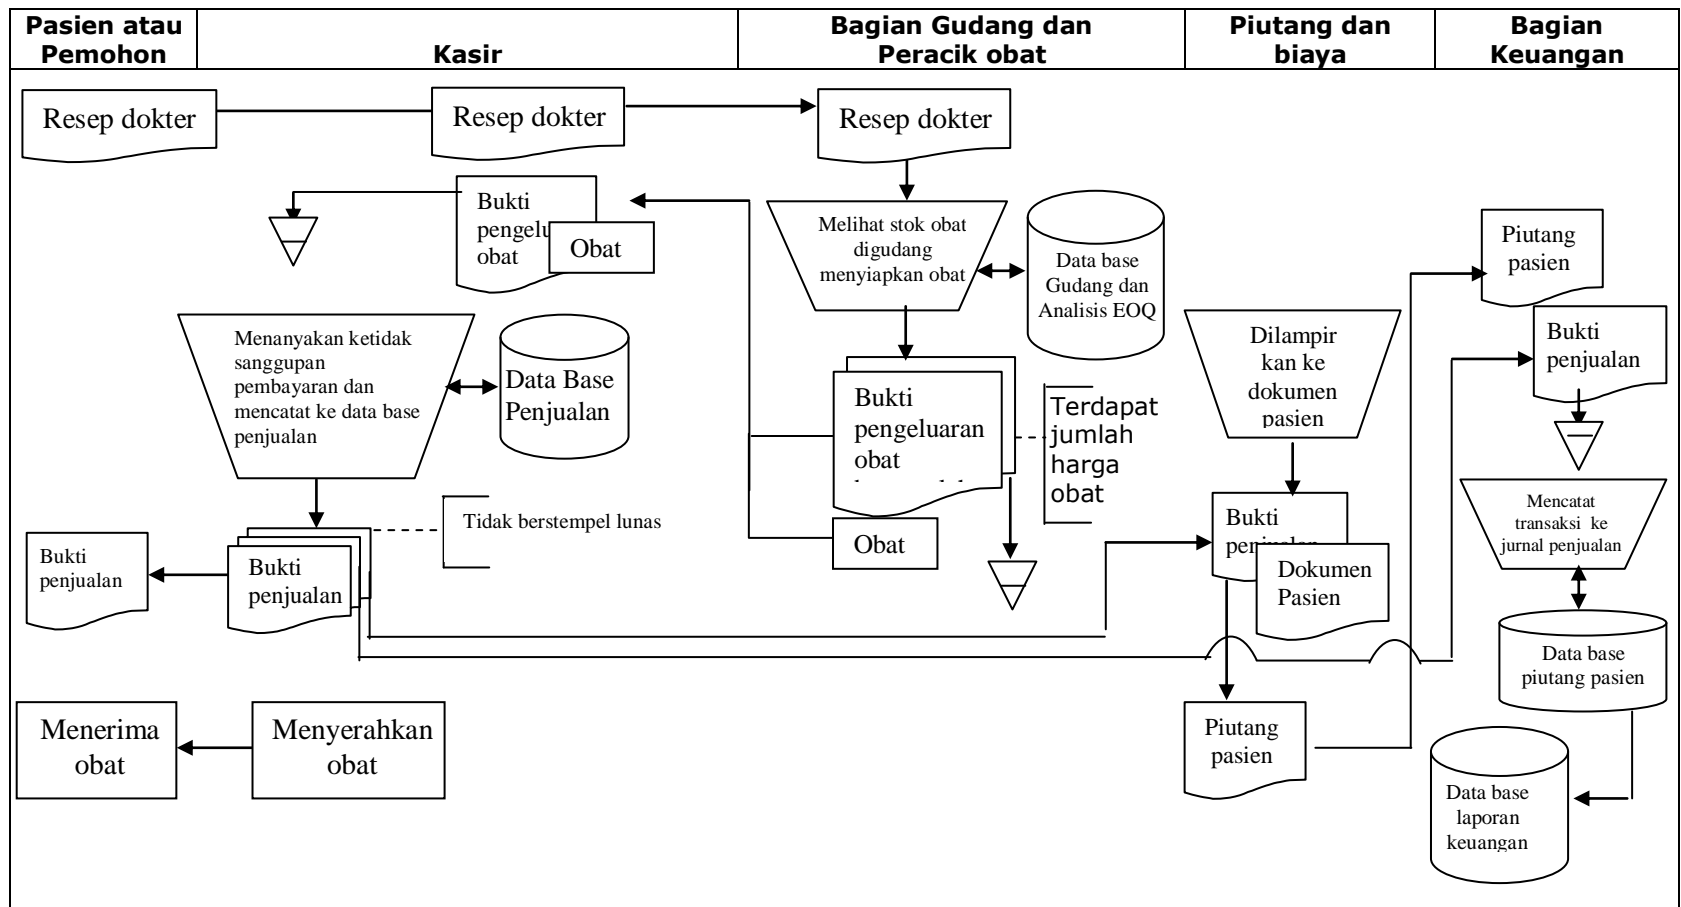 Pasien atau
Pemohon
Kasir
Bagian Gudang dan
Peracik obat
Piutang dan
biaya
Bagian
Keuangan
Resep dokter
Resep dokter
Resep dokter
Bukti
obat
Obat
Melihat stok obat
digudang
menyiapkan obat
Data base
Gudang dan
Analisis EOQ
Piutang
pasien
Menanyakan ketidak
sanggupan
pembayaran dan
mencatat ke data base
penjualan
Data Base
Penjualan
Bukti
pengeluaran
obat
Terdapat
jumlah
harga
obat
Dilampir
kan ke
dokumen
pasien
Bukti
penjualan
Tidak berstempel lunas
Bukti
penjualan
Bukti
penjualan
Obat
Bukti
Dokumen
Pasien
Mencatat
transaksi ke
jurnal penjualan
Data base
piutang pasien
Menerima
obat
Menyerahkan
obat
Piutang
pasien
Data base
laporan
keuangan